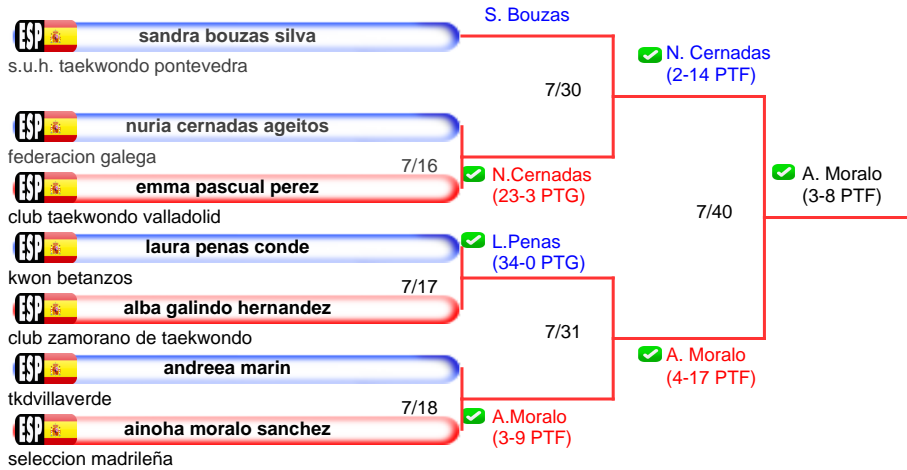 S. Bouzas
ESP sandra bouzas silva
s.u.h. taekwondo pontevedra
N. Cernadas
(2-14 PTF)
7/30
ESP nuria cernadas ageitos
federacion galega
7/16
N.Cernadas
(23-3 PTG)
ESP emma pascual perez
club taekwondo valladolid
A. Moralo
(3-8 PTF)
7/40
ESP laura penas conde
kwon betanzos
L.Penas
(34-0 PTG)
7/17
ESP alba galindo hernandez
club zamorano de taekwondo
7/31
A. Moralo
(4-17 PTF)
ESP andreea marin
tkdvillaverde
7/18
A.Moralo
(3-9 PTF)
ESP ainoha moralo sanchez
seleccion madrileña